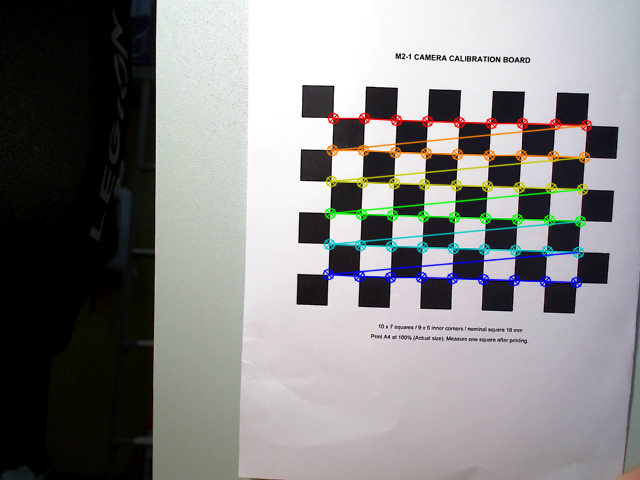 LEGION
M2-1 CAMERA CALIBRATION BOARD
10 x 7 squares / 9 x 6 inner corners / nominal square 18 mm
Print A4 at 100% (Actual size). Measure one square after printing.